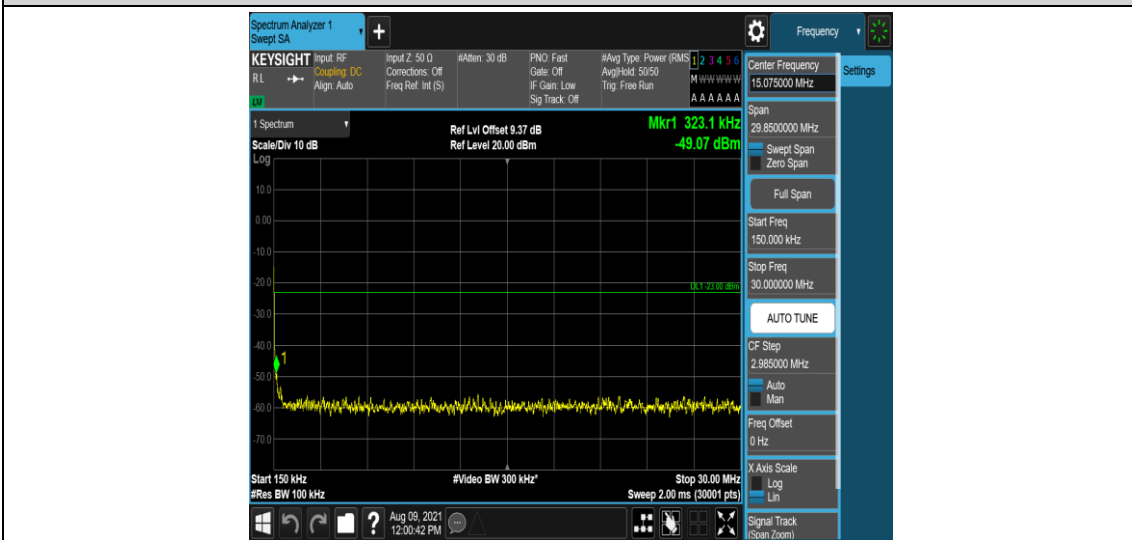 Spectrum Analyzer 1
Swept SA
+
Frequency
KEYSIGHT
Input: RF
Input Z: 50 Ω
#Atten: 30 dB
PNO: Fast
#Avg Type: Power (RMS
1 2 3 4 5 6
RL
Coupling: DC
Corrections: Off
Gate: Off
Avg|Hold: 50/50
M W W W W W
Align: Auto
Freq Ref: Int (S)
IF Gain: Low
Trig: Free Run
LXI
Sig Track: Off
A A A A A A
Center Frequency
15.075000 MHz
Settings
1 Spectrum
Ref Lvl Offset 9.37 dB
Mkr1 323.1 kHz
Scale/Div 10 dB
Ref Level 20.00 dBm
-49.07 dBm
Log
10.0
0.00
-10.0
-20.0
DL1 -23.00 dBm
-30.0
-40.0
1
-50.0
-60.0
-70.0
Start 150 kHz
#Video BW 300 kHz*
Stop 30.00 MHz
#Res BW 100 kHz
Sweep 2.00 ms (30001 pts)
Span
29.8500000 MHz
Swept Span
Zero Span
Full Span
Start Freq
150.000 kHz
Stop Freq
30.000000 MHz
AUTO TUNE
CF Step
2.985000 MHz
Auto
Man
Freq Offset
0 Hz
X Axis Scale
Log
Lin
Signal Track
(Span Zoom)
?
Aug 09, 2021
12:00:42 PM